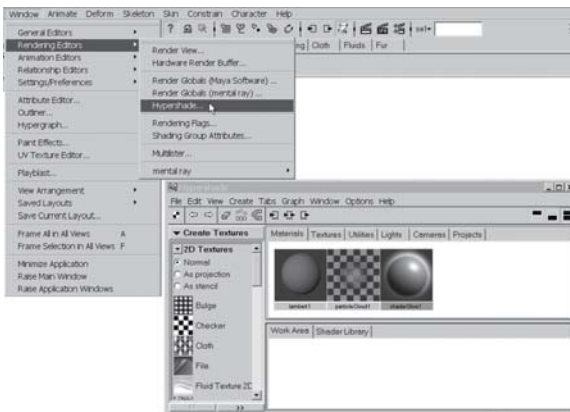 Window Animate Deform Skeleton Skin Constrain Character Help
General Editors
Rendering Editors
Animation Editors
Relationship Editors
Settings/Preferences
Attribute Editor...
Outliner...
Hypergraph...
Paint Effects...
UV Texture Editor...
Playblast...
View Arrangement
Saved Layouts
Save Current Layout...
Frame All in All Views A
Frame Selection in All Views F
Minimize Application
Raise Main Window
Raise Application Windows
Render View...
Hardware Render Buffer...
Render Globals (Maya Software) ...
Render Globals (mental ray) ...
Hypershade...
Rendering Flags...
Shading Group Attributes...
Multilister...
mental ray
sel
ng Cloth Fluids Fur
Hypershade
File Edit View Create Tabs Graph Window Options Help
Create Textures
2D Textures
Normal
As projection
As stencil
Bulge
Checker
Cloth
File
Fluid Texture 2D
Materials Textures Utilities Lights Cameras Projects
lambert1 particleCloud1 shaderGlow1
Work Area Shader Library